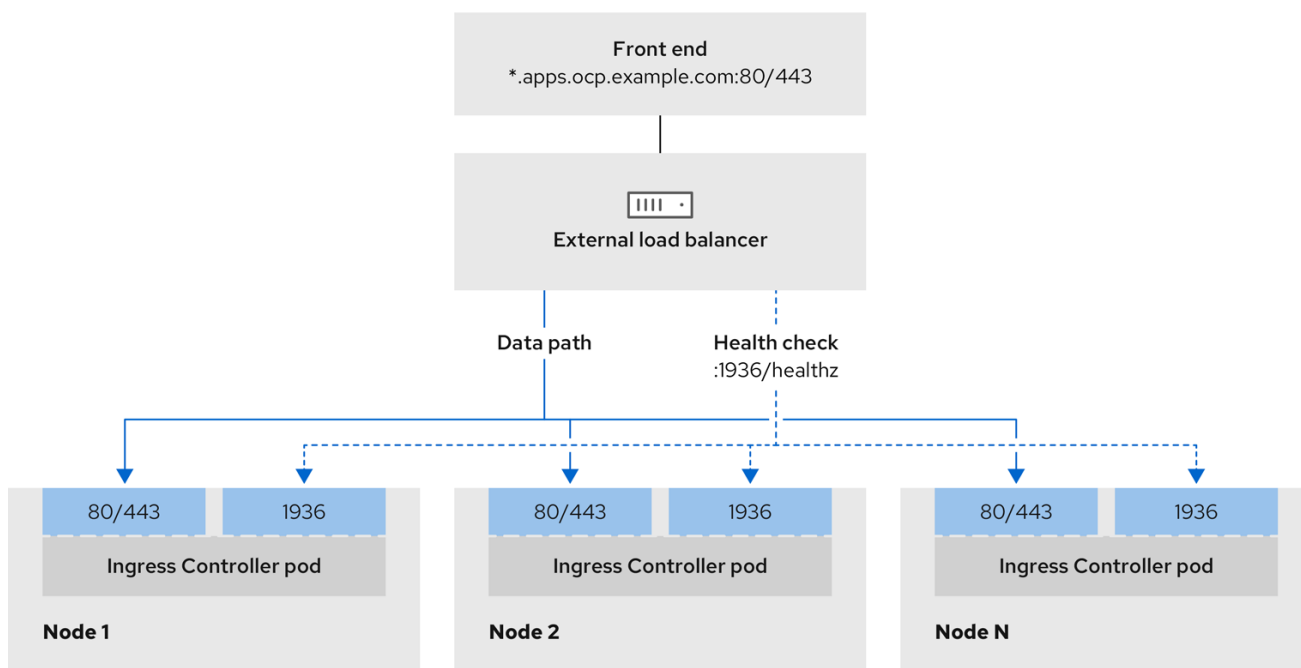 Front end
*.apps.ocp.example.com:80/443
External load balancer
Data path
Health check
:1936/healthz
80/443
1936
Ingress Controller pod
Node 1
80/443
1936
Ingress Controller pod
Node 2
80/443
1936
Ingress Controller pod
Node N